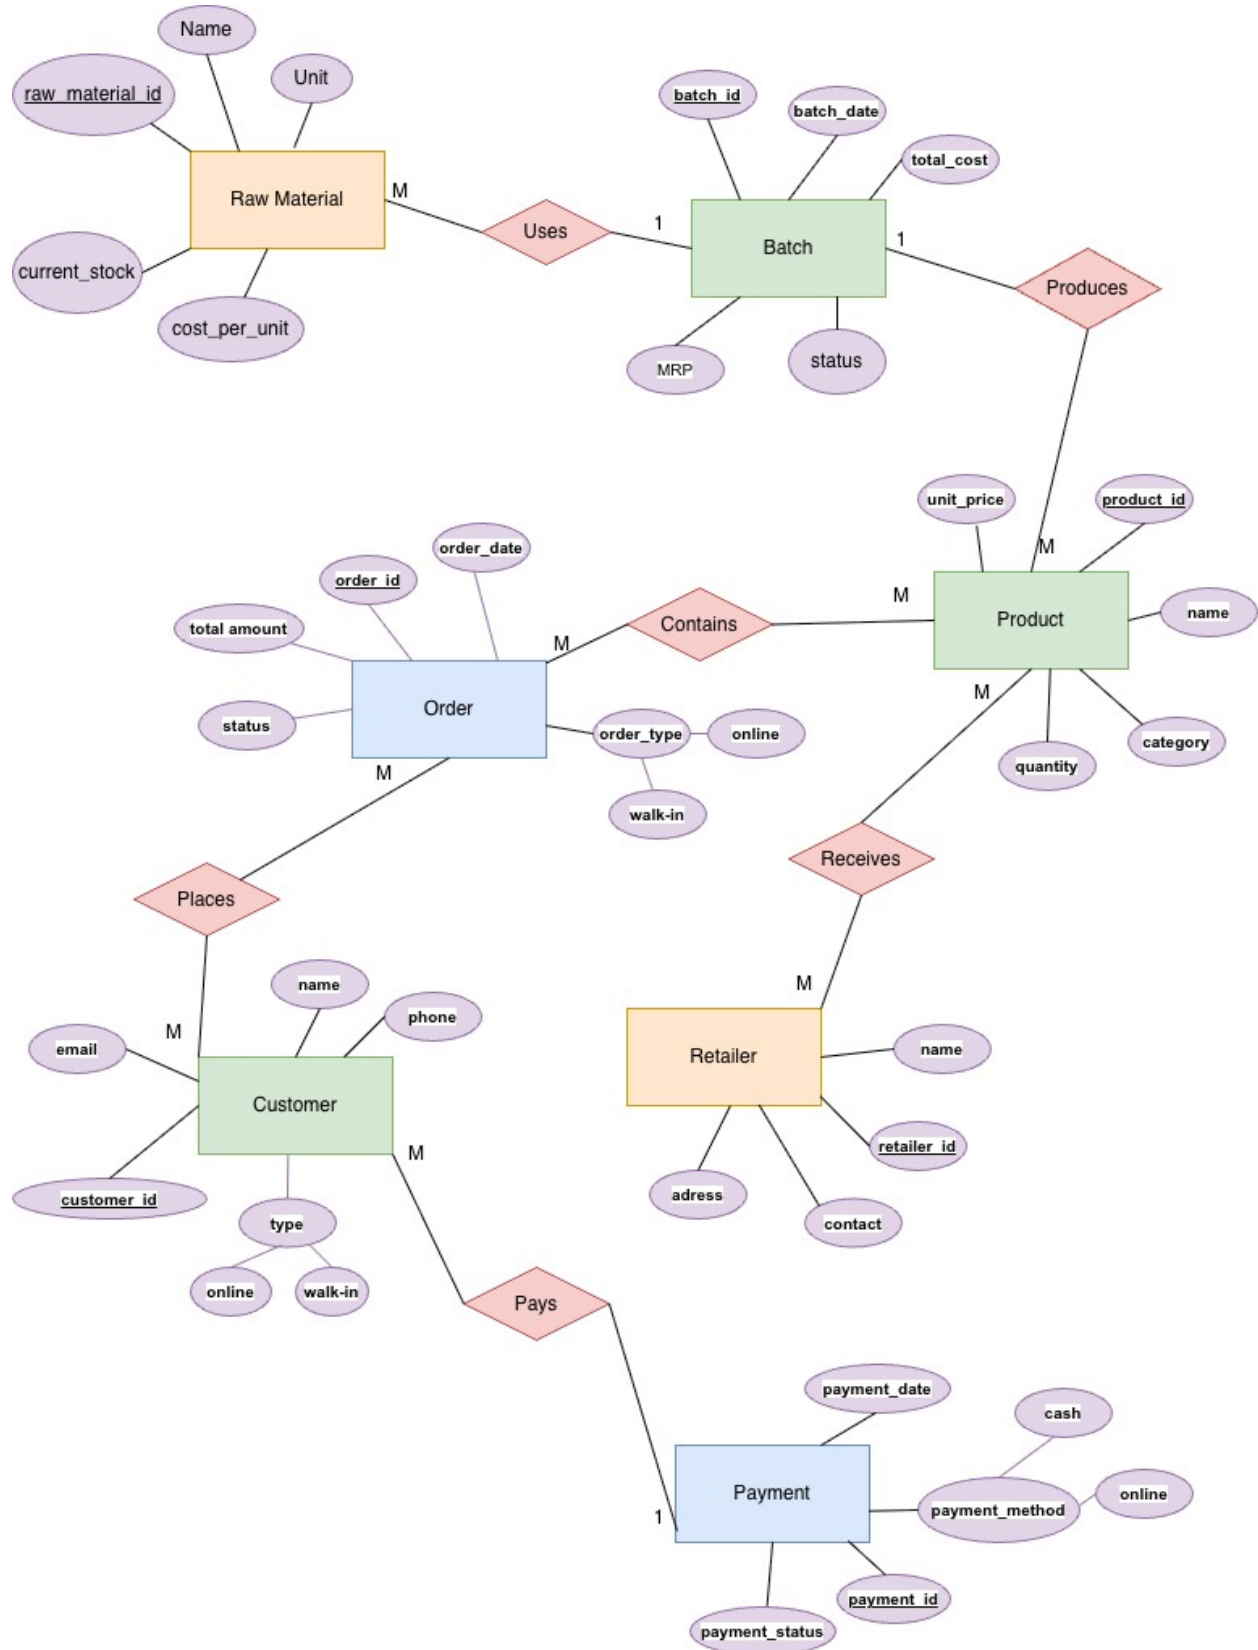 Name
Unit
raw_material_id
Raw Material
current_stock
cost_per_unit
M
Uses
1
batch_id
batch_date
total_cost
Batch
1
MRP
status
Produces
M
unit_price
product_id
Product
name
M
M
quantity
category
Contains
M
order_date
order_id
total amount
status
Order
order_type
online
walk-in
M
Places
M
Receives
M
name
phone
email
Customer
customer_id
M
type
online
walk-in
Retailer
name
retailer_id
adress
contact
Pays
1
payment_date
cash
Payment
payment_method
online
payment_id
payment_status